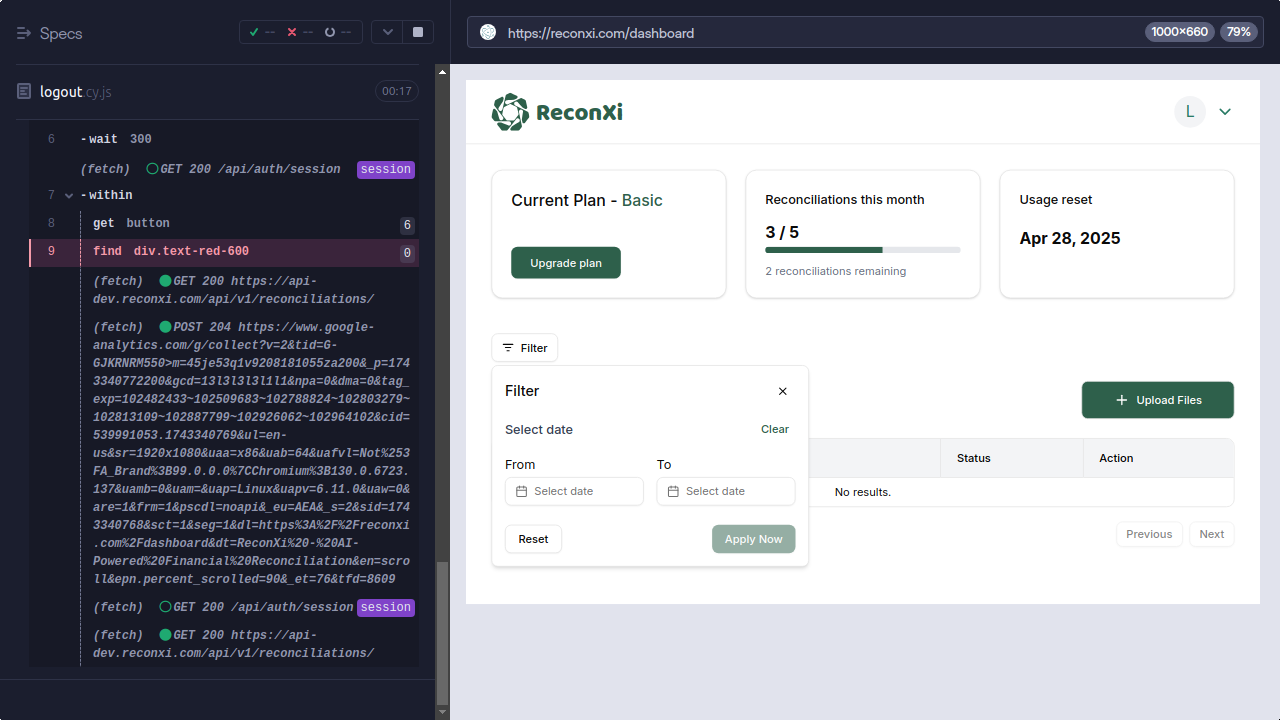 Specs
--
--
--
https://reconxi.com/dashboard
1000×660
79%
logout.cy.js
00:17
6 -wait 300
(fetch) GET 200 /api/auth/session session
7 -within
8 get button 6
9 find div.text-red-600 0
(fetch) GET 200 https://api-
dev.reconxi.com/api/v1/reconciliations/
(fetch) POST 204 https://www.google-
analytics.com/g/collect?v=2&tid=G-
GJKRNRM550>m=45je53q1v9208181055za200&_p=174
3340772200&gcd=13l3l3l3l1l1&npa=0&dma=0&tag_
exp=102482433~102509683~102788824~102803279~
102813109~102887799~102926062~102964102&cid=
539991053.1743340769&ul=en-
us&sr=1920x1080&uaa=x86&uab=64&uafvl=Not%253
FA_Brand%3B99.0.0.0%7CChromium%3B130.0.6723.
137&uamb=0&uam=&uap=Linux&uapv=6.11.0&uaw=0&
are=1&frm=1&pscdl=noapi&_eu=AEA&_s=2&sid=174
3340768&sct=1&seg=1&dl=https%3A%2F%2Freconxi
.com%2Fdashboard&dt=ReconXi%20-%20AI-
Powered%20Financial%20Reconciliation&en=scro
ll&epn.percent_scrolled=90&_et=76&tfd=8609
(fetch) GET 200 /api/auth/session session
(fetch) GET 200 https://api-
dev.reconxi.com/api/v1/reconciliations/
ReconXi
L
Current Plan - Basic
Upgrade plan
Reconciliations this month
3 / 5
2 reconciliations remaining
Usage reset
Apr 28, 2025
Filter
Filter
Select date
Clear
From
To
Select date
Select date
Reset
Apply Now
Upload Files
Status
Action
No results.
Previous
Next